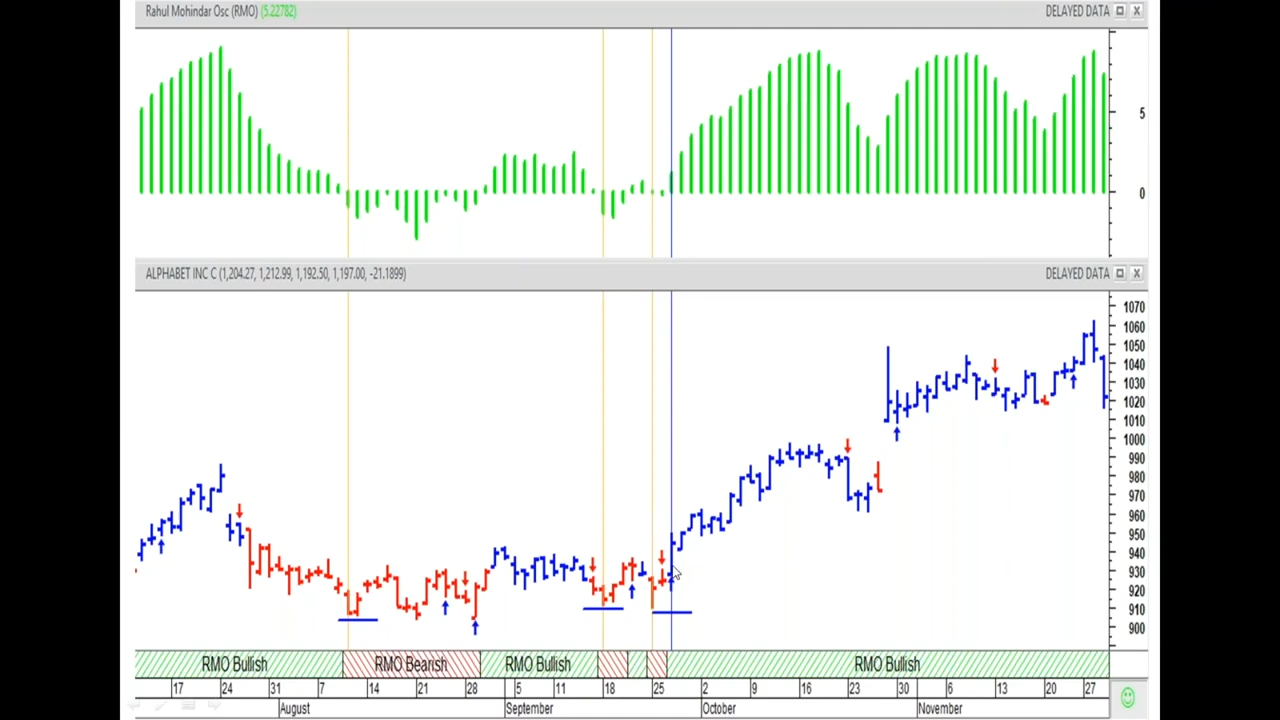 Rahul Mohindar Osc (RMO) (5.22782)
DELAYED DATA
5
0
ALPHABET INC C (1,204.27, 1,212.99, 1,192.50, 1,197.00, -21.1899)
DELAYED DATA
1070
1060
1050
1040
1030
1020
1010
1000
990
980
970
960
950
940
930
920
910
900
RMO Bullish RMO Bearish RMO Bullish RMO Bullish
17 24 31 7 14 21 28 5 11 18 25 2 9 16 23 30 6 13 20 27
August September October November